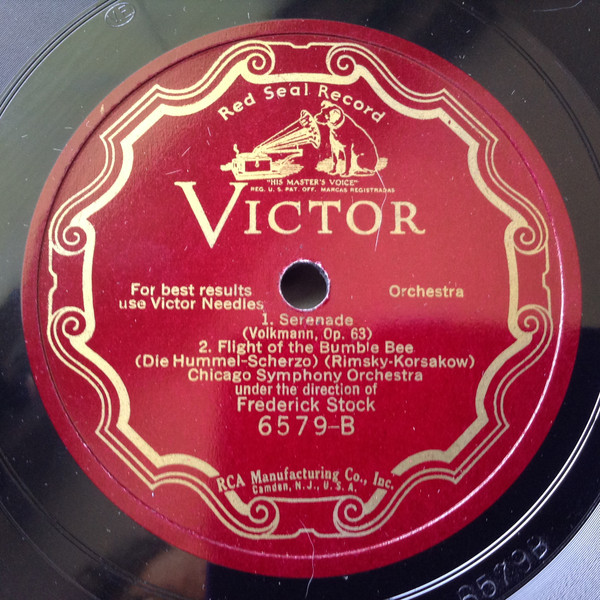 VE
Red Seal Record
"HIS MASTER'S VOICE"
REG. U.S. PAT. OFF. MARCAS REGISTRADAS
VICTOR
For best results
use Victor Needles
Orchestra
1. Serenade
(Volkmann, Op. 63)
2. Flight of the Bumble Bee
(Die Hummel-Scherzo) (Rimsky-Korsakow)
Chicago Symphony Orchestra
under the direction of
Frederick Stock
6579-B
RCA Manufacturing Co., Inc.
Camden, N.J., U.S.A.
6579B